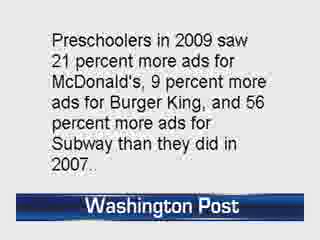 Preschoolers in 2009 saw
21 percent more ads for
McDonald's, 9 percent more
ads for Burger King, and 56
percent more ads for
Subway than they did in
2007..
Washington Post